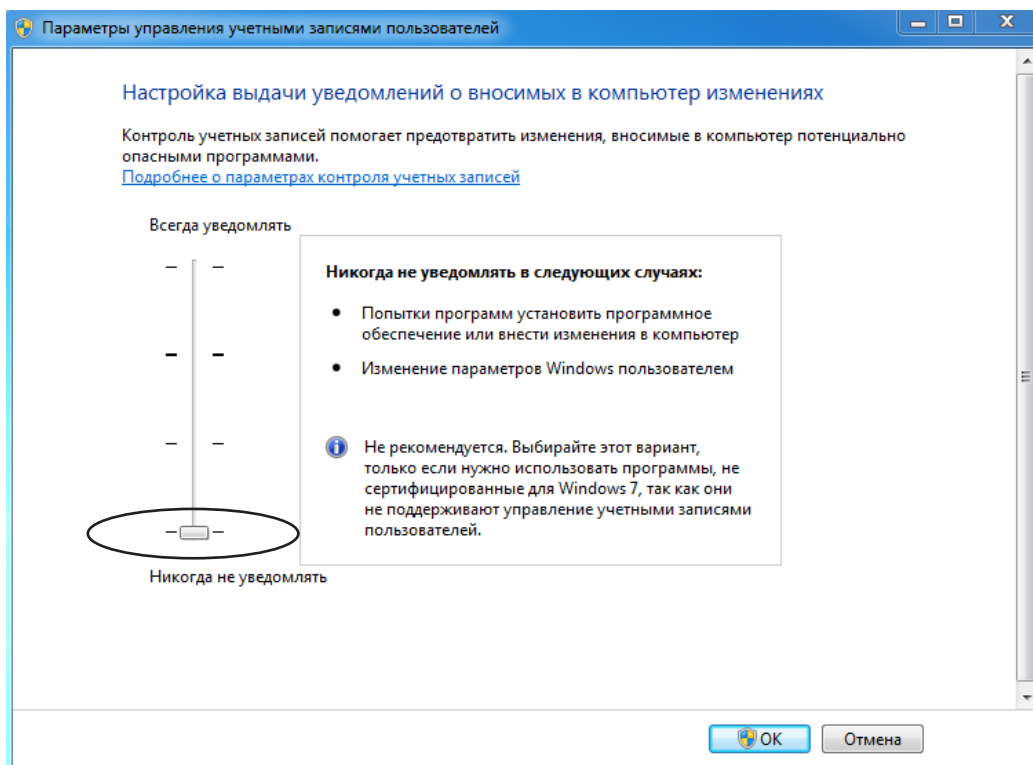 Параметры управления учетными записями пользователей
Настройка выдачи уведомлений о вносимых в компьютер изменениях
Контроль учетных записей помогает предотвратить изменения, вносимые в компьютер потенциально
опасными программами.
Подробнее о параметрах контроля учетных записей
Всегда уведомлять
Никогда не уведомлять в следующих случаях:
• Попытки программ установить программное
обеспечение или внести изменения в компьютер
• Изменение параметров Windows пользователем
Не рекомендуется. Выбирайте этот вариант,
только если нужно использовать программы, не
сертифицированные для Windows 7, так как они
не поддерживают управление учетными записями
пользователей.
Никогда не уведомлять
OK
Отмена